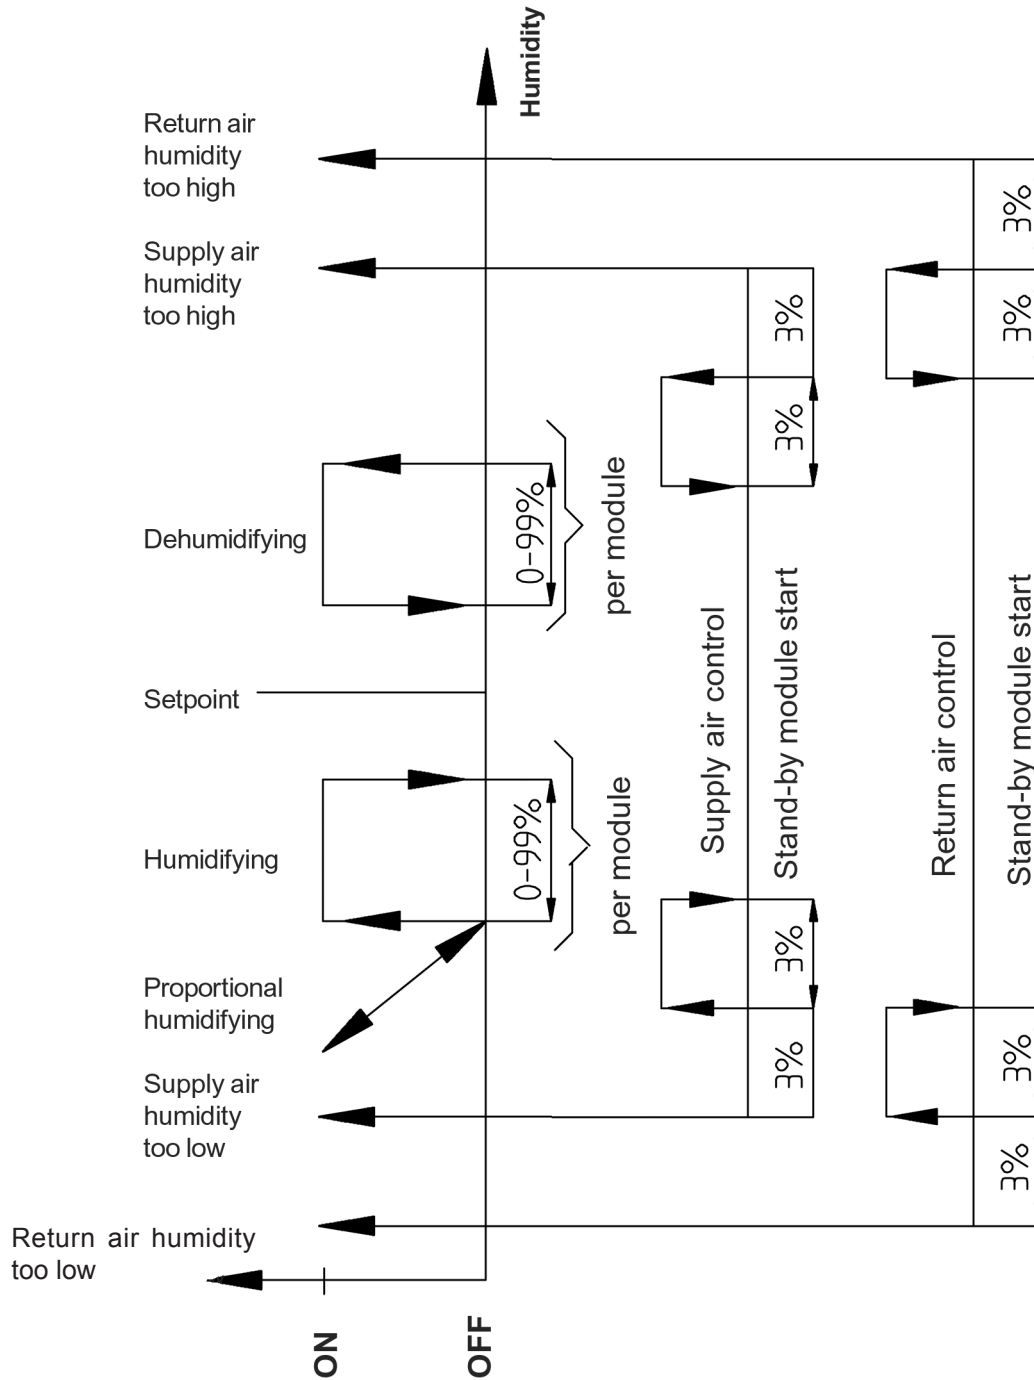 Humidity
Return air
humidity
too high
Supply air
humidity
too high
3%
3%
3%
3%
Dehumidifying
0-99%
per module
Setpoint
Supply air control
Stand-by module start
Return air control
Stand-by module start
Humidifying
0-99%
per module
Proportional
humidifying
3%
3%
3%
3%
Supply air
humidity
too low
Return air humidity
too low
ON
OFF